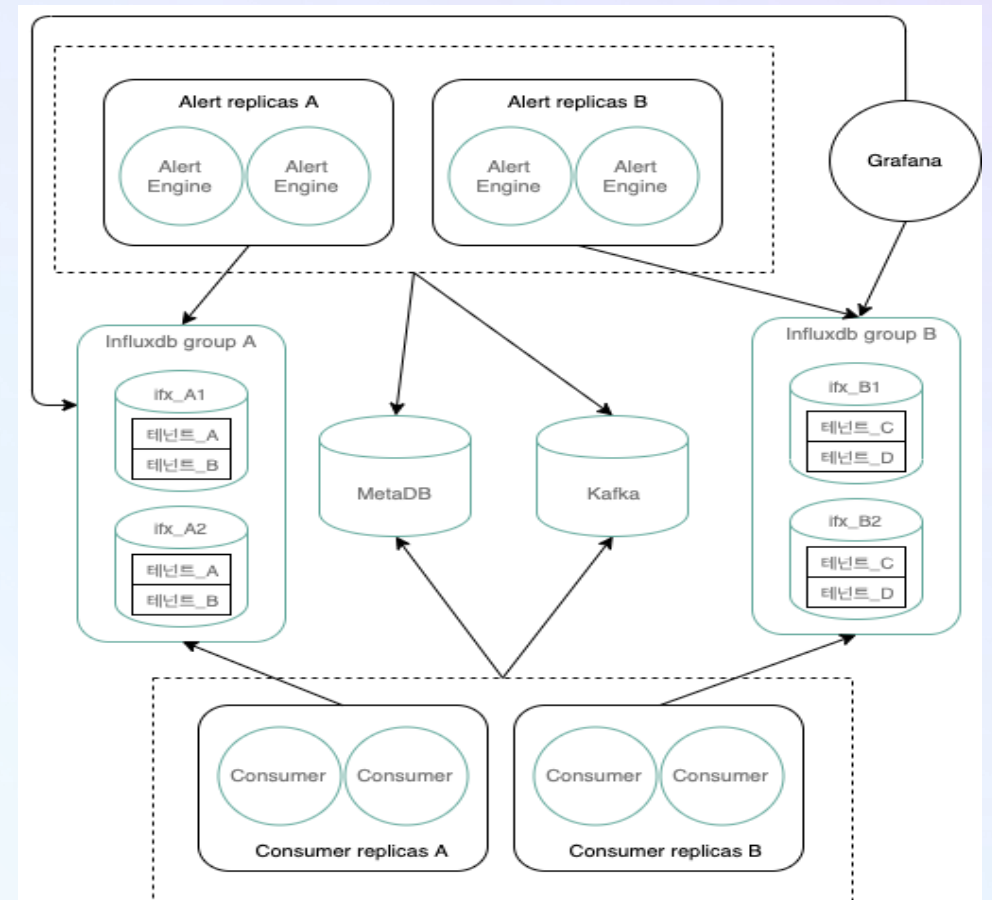 Alert replicas A
Alert replicas B
Alert
Engine
Alert
Engine
Alert
Engine
Alert
Engine
Grafana
Influxdb group A
ifx_A1
테넌트_A
테넌트_B
ifx_A2
테넌트_A
테넌트_B
MetaDB
Kafka
Influxdb group B
ifx_B1
테넌트_C
테넌트_D
ifx_B2
테넌트_C
테넌트_D
Consumer
Consumer
Consumer replicas A
Consumer
Consumer
Consumer replicas B